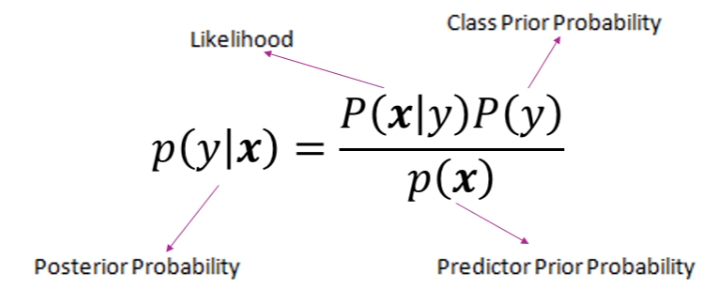 Class Prior Probability
Likelihood
p(y|x) = P(x|y)P(y) / p(x)
Posterior Probability
Predictor Prior Probability